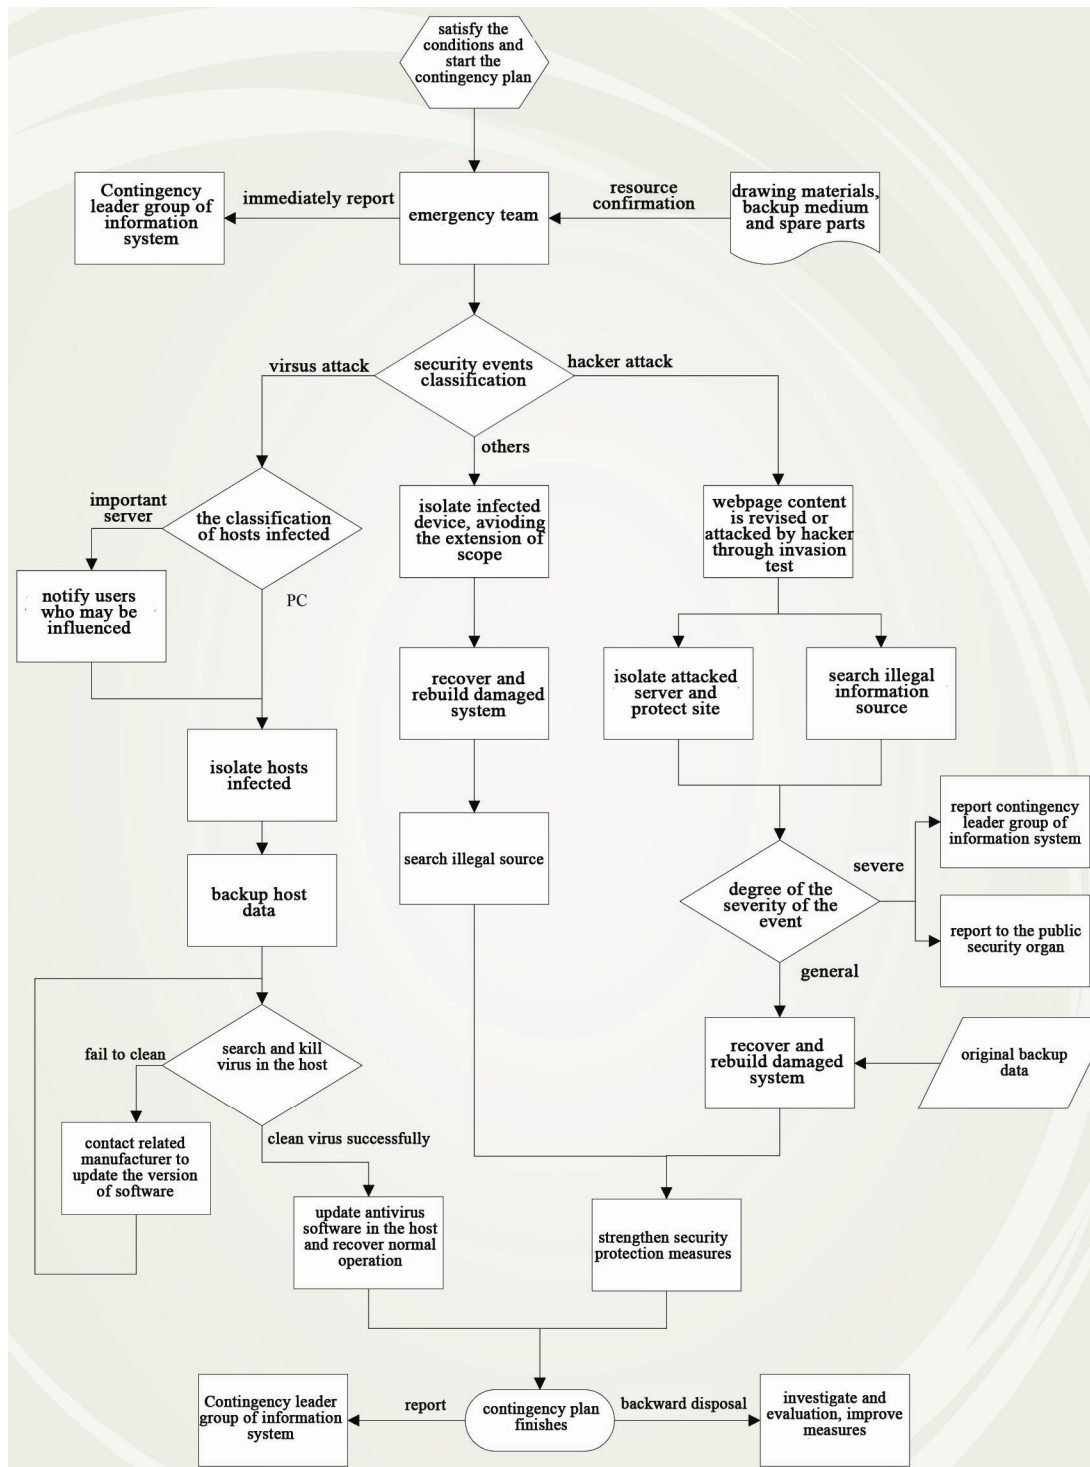 satisfy the
conditions and
start the
contingency plan
Contingency
leader group of
information
system
immediately report
emergency team
resource
confirmation
drawing materials,
backup medium
and spare parts
security events
classification
virsus attack
hacker attack
others
important
server
the classification
of hosts infected
PC
notify users
who may be
influenced
isolate infected
device, avioding
the extension of
scope
webpage content
is revised or
attacked by hacker
through invasion
test
recover and
rebuild damaged
system
isolate attacked
server and
protect site
search illegal
information
source
isolate hosts
infected
search illegal source
backup host
data
degree of the
severity of the
event
severe
report contingency
leader group of
information system
report to the public
security organ
general
fail to clean
search and kill
virus in the host
recover and
rebuild damaged
system
original backup
data
contact related
manufacturer to
update the version
of software
clean virus successfully
update antivirus
software in the host
and recover normal
operation
strengthen security
protection measures
Contingency leader
group of information
system
report
contingency plan
finishes
backward disposal
investigate and
evaluation, improve
measures